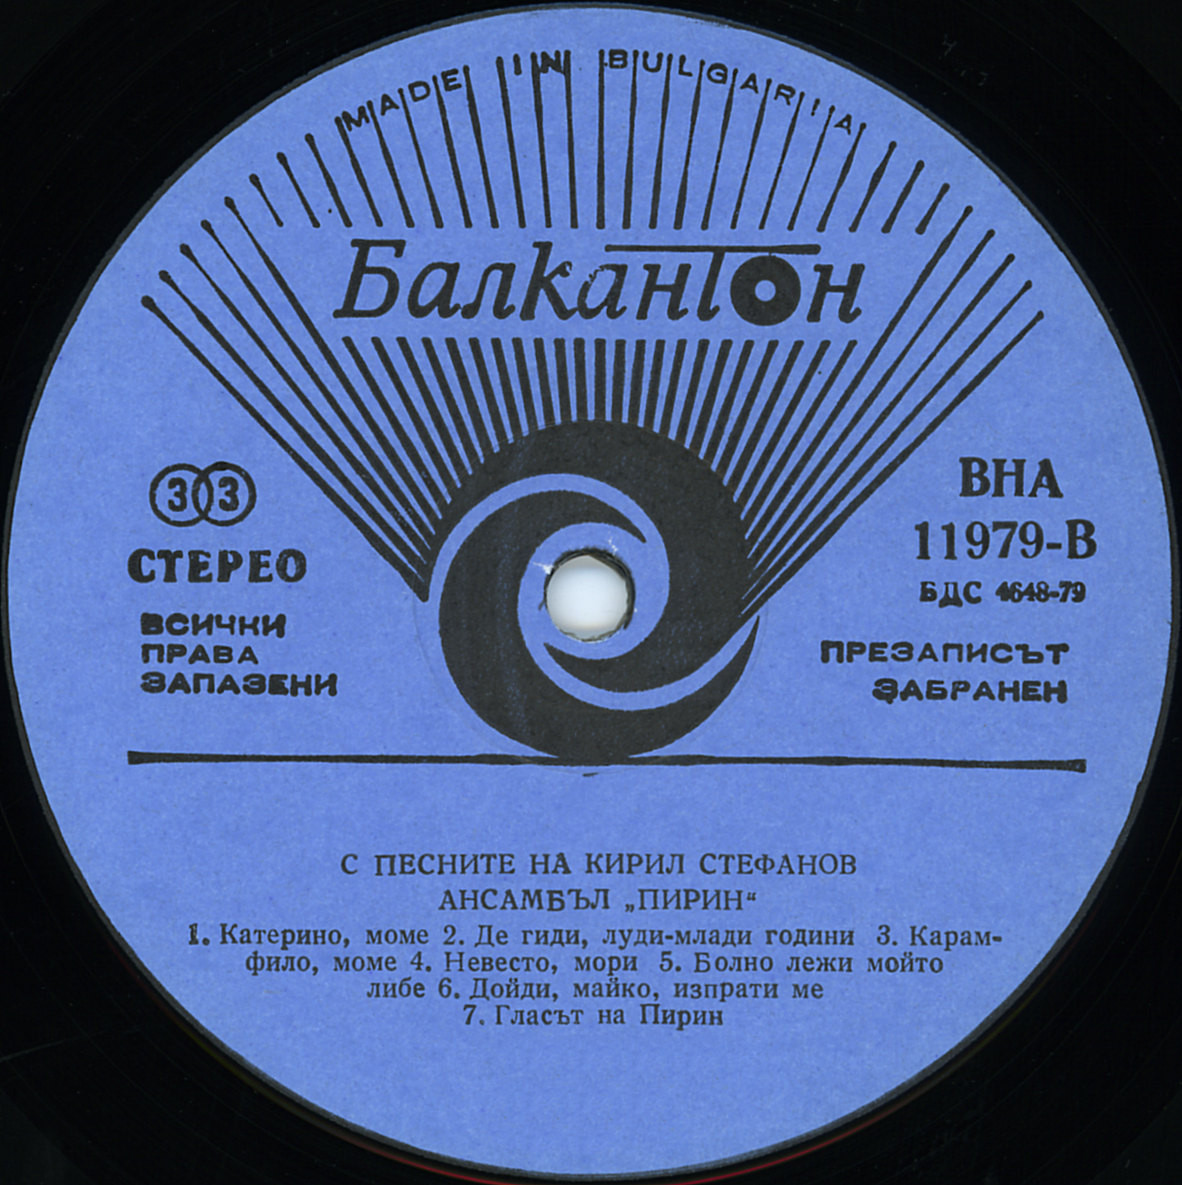 MADE IN BULGARIA
Балкантон
33
СТЕРЕО
ВСИЧКИ
ПРАВА
ЗАПАЗЕНИ
ВНА
11979-В
БДС 4648-79
ПРЕЗАПИСЪТ
ЗАБРАНЕН
С ПЕСНИТЕ НА КИРИЛ СТЕФАНОВ
АНСАМБЪЛ „ПИРИН“
1. Катерино, моме 2. Де гиди, луди-млади години 3. Карам-
фило, моме 4. Невесто, мори 5. Болно лежи мойто
либе 6. Дойди, майко, изпрати ме
7. Гласът на Пирин